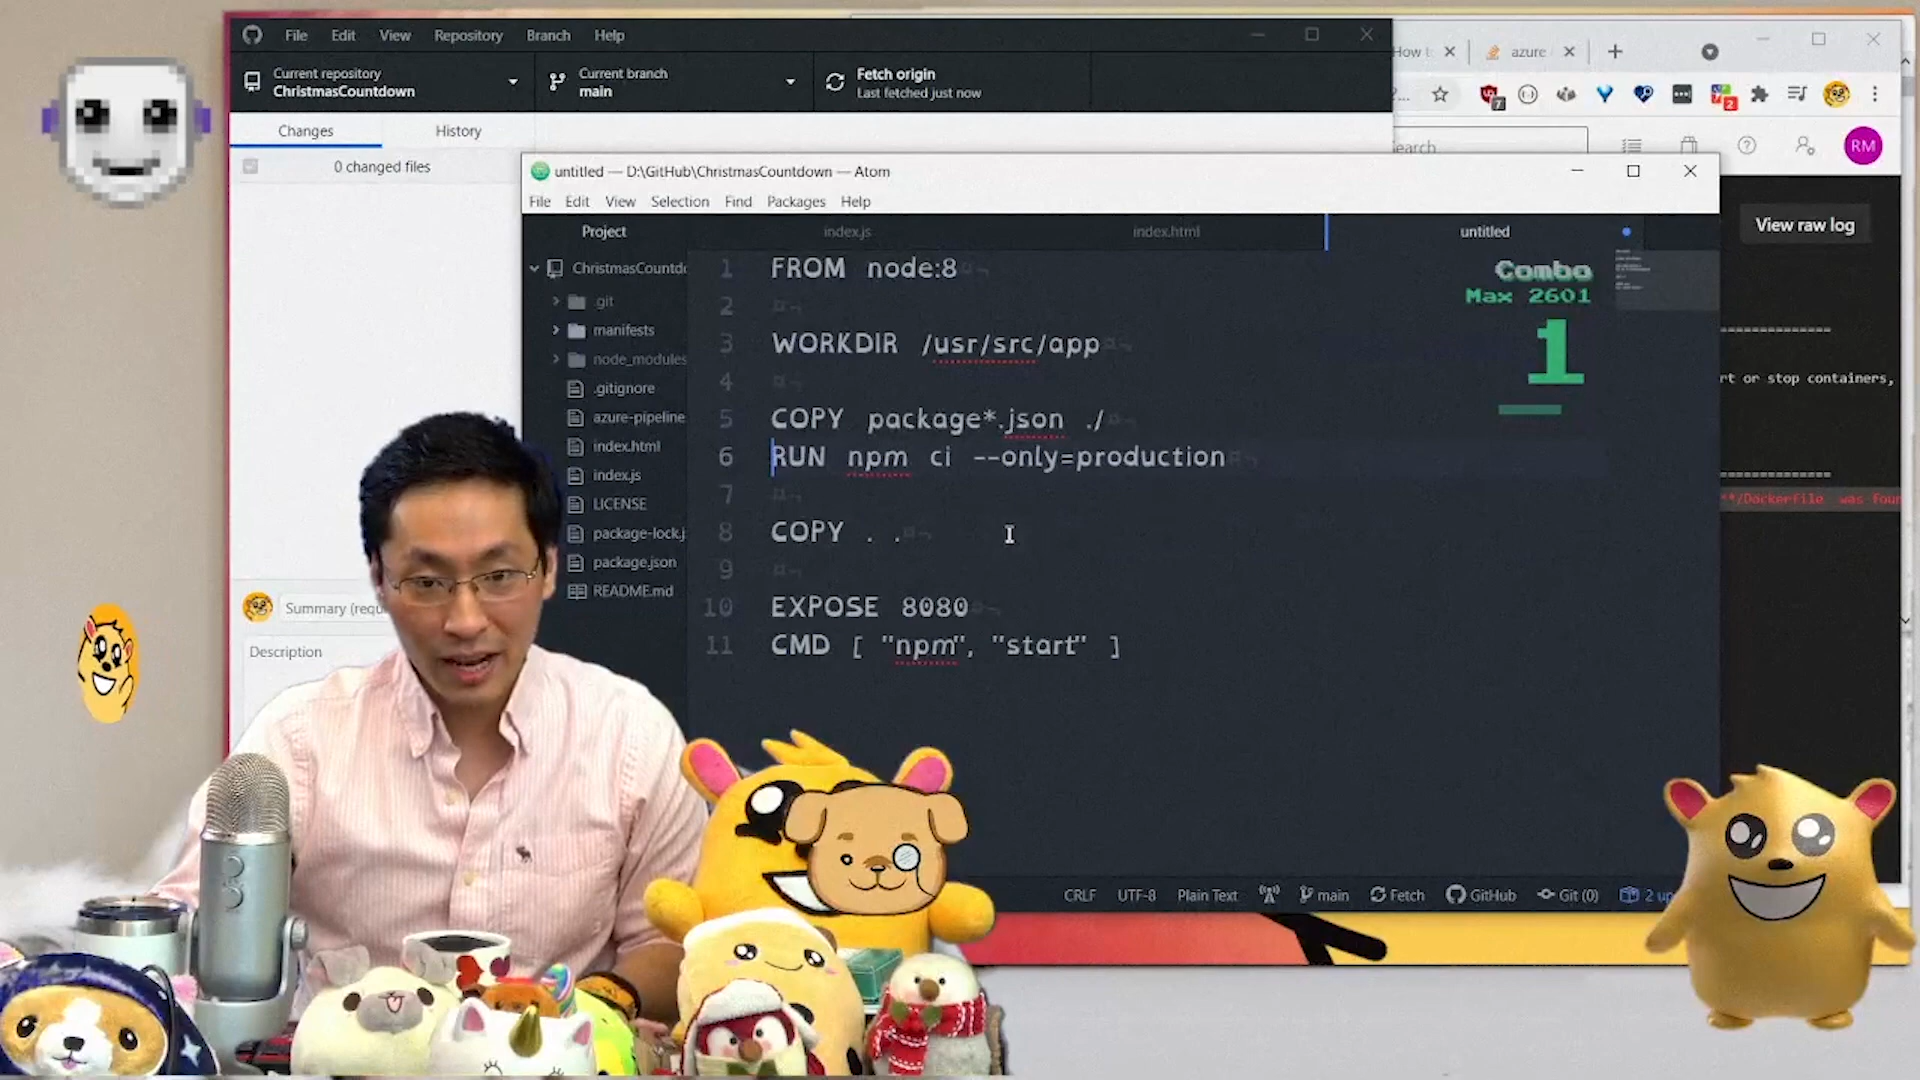 File Edit View Repository Branch Help
Current repository
ChristmasCountdown
Current branch
main
Fetch origin
Last fetched just now
How t
azure
7
2
Changes History
0 changed files
Search
RM
untitled — D:\GitHub\ChristmasCountdown — Atom
File Edit View Selection Find Packages Help
View raw log
Project index.js index.html untitled
ChristmasCountd
.git
manifests
node_modules
.gitignore
azure-pipeline
index.html
index.js
LICENSE
package-lock.j
package.json
README.md
1 FROM node:8
2
3 WORKDIR /usr/src/app
4
5 COPY package*.json ./
6 RUN npm ci --only=production
7
8 COPY . .
9
10 EXPOSE 8080
11 CMD [ "npm", "start" ]
Combo
Max 2601
1
rt or stop containers,
**/Dockerfile was foun
Summary (requ
Description
CRLF UTF-8 Plain Text main Fetch GitHub Git (0) 2 up